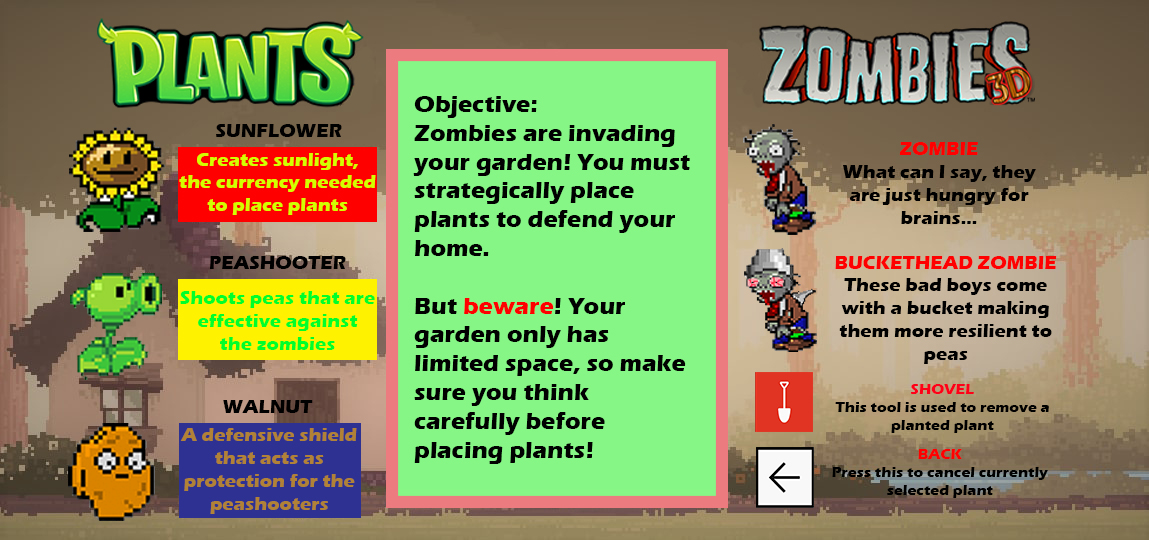 PLANTS
SUNFLOWER
Creates sunlight,
the currency needed
to place plants
PEASHOOTER
Shoots peas that are
effective against
the zombies
WALNUT
A defensive shield
that acts as
protection for the
peashooters
Objective:
Zombies are invading
your garden! You must
strategically place
plants to defend your
home.
But beware! Your
garden only has
limited space, so make
sure you think
carefully before
placing plants!
ZOMBIES
3D™
ZOMBIE
What can I say, they
are just hungry for
brains...
BUCKETHEAD ZOMBIE
These bad boys come
with a bucket making
them more resilient to
peas
SHOVEL
This tool is used to remove a
planted plant
BACK
Press this to cancel currently
selected plant